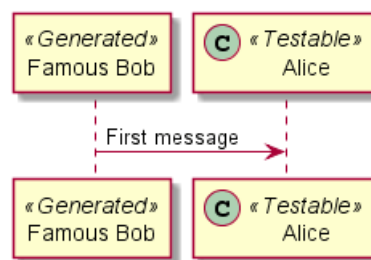 «Generated»
Famous Bob
C «Testable»
Alice
First message
«Generated»
Famous Bob
C «Testable»
Alice